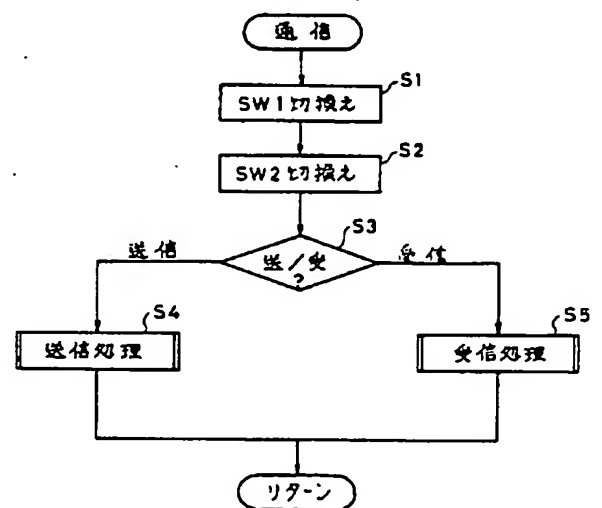 通信
S1
SW1切換え
S2
SW2切換え
S3
送信
送/受
?
受信
S4
送信処理
S5
受信処理
リターン